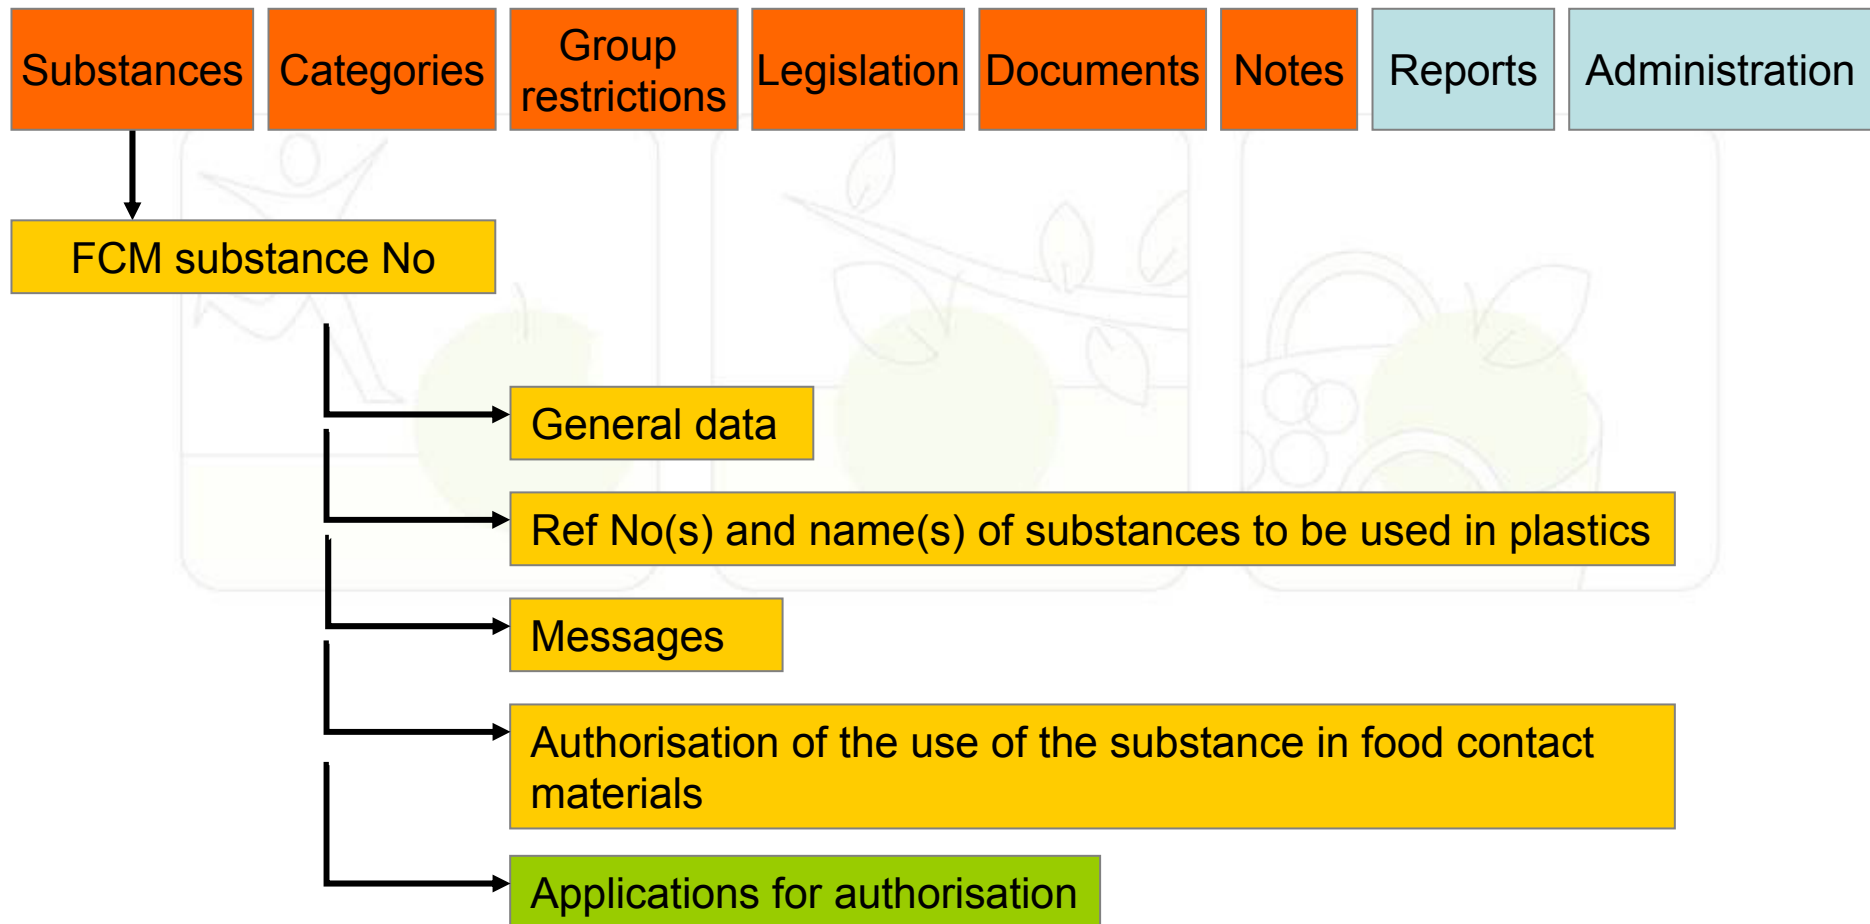 Substances
Categories
Group
restrictions
Legislation
Documents
Notes
Reports
Administration
FCM substance No
General data
Ref No(s) and name(s) of substances to be used in plastics
Messages
Authorisation of the use of the substance in food contact
materials
Applications for authorisation